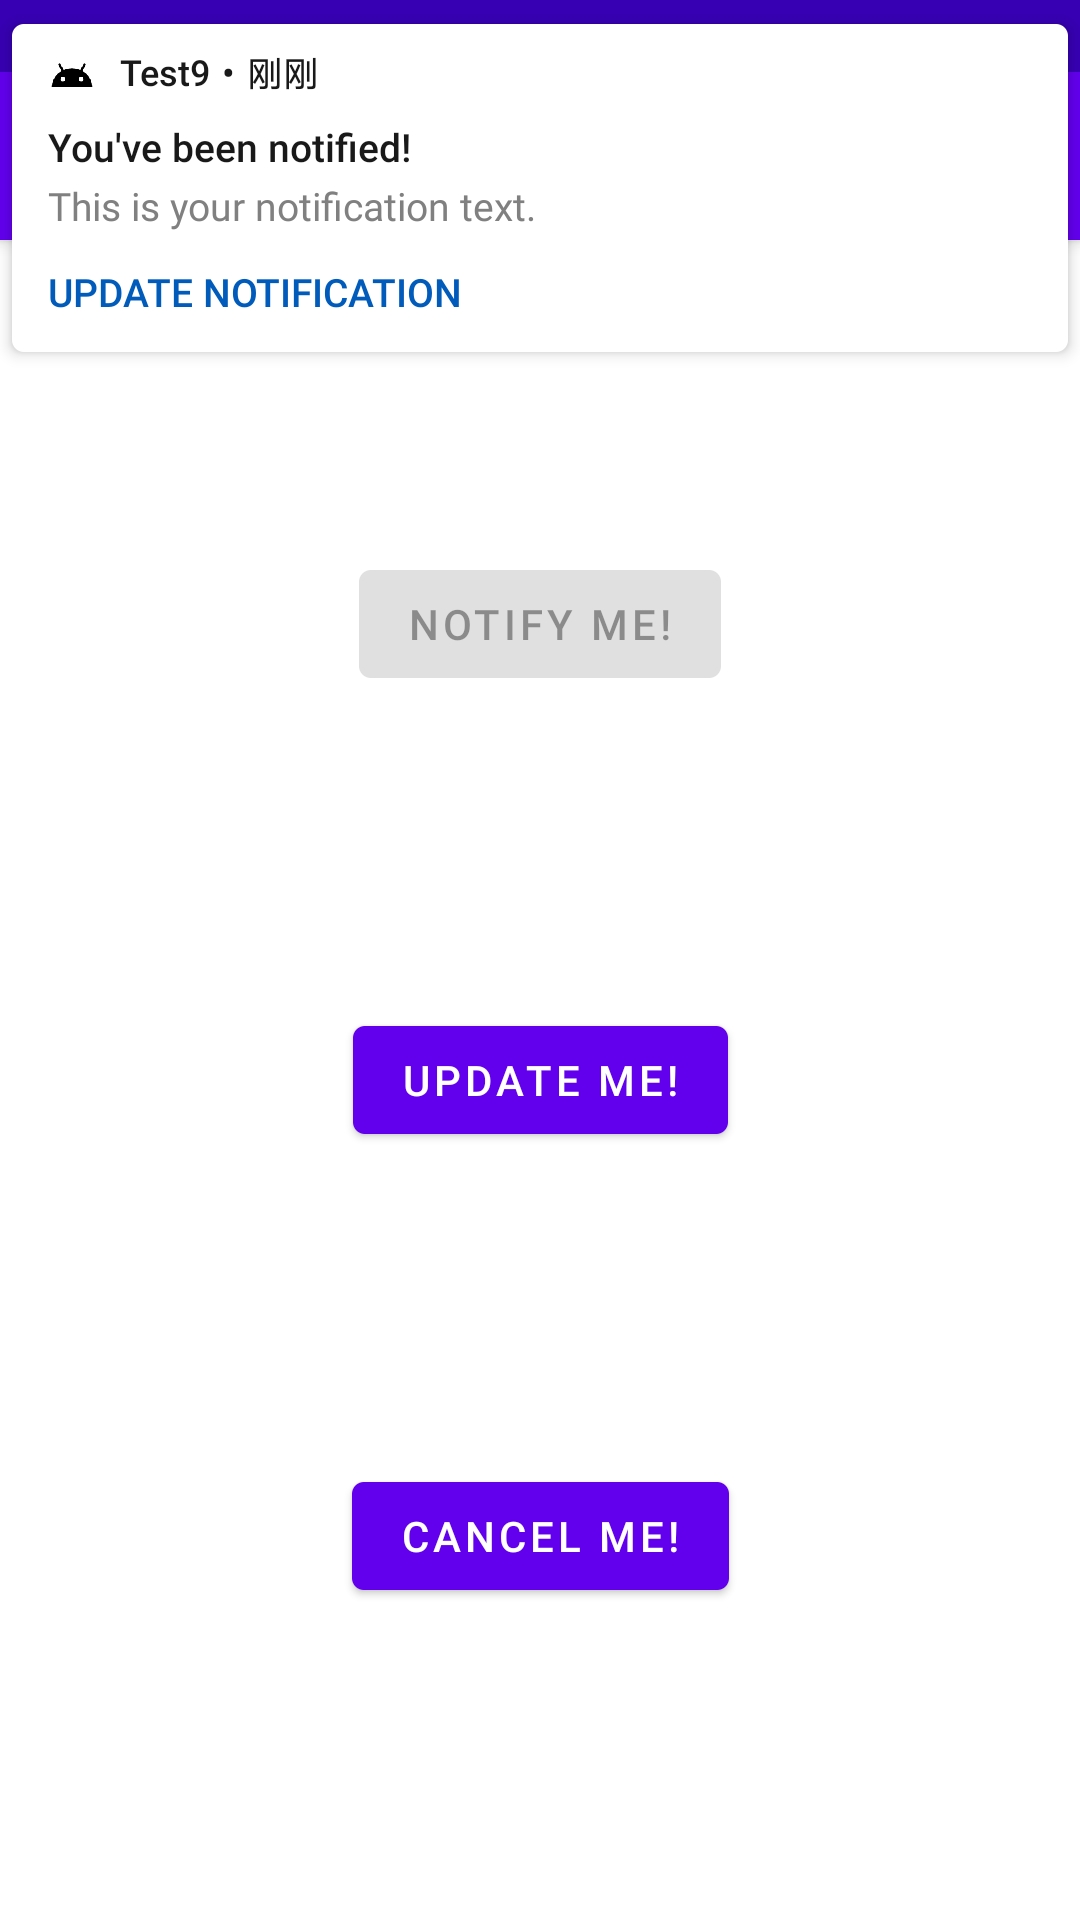 Test9 • 刚刚
You've been notified!
This is your notification text.
UPDATE NOTIFICATION
NOTIFY ME!
UPDATE ME!
CANCEL ME!